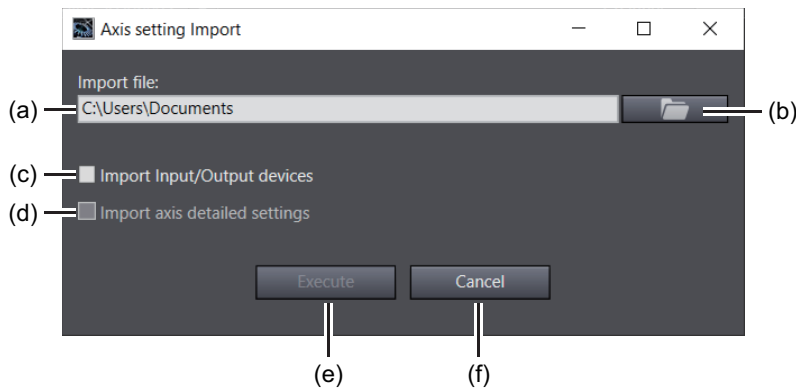 Axis setting Import
Import file:
(a) C:\Users\Documents (b)
(c) Import Input/Output devices
(d) Import axis detailed settings
Execute Cancel
(e) (f)